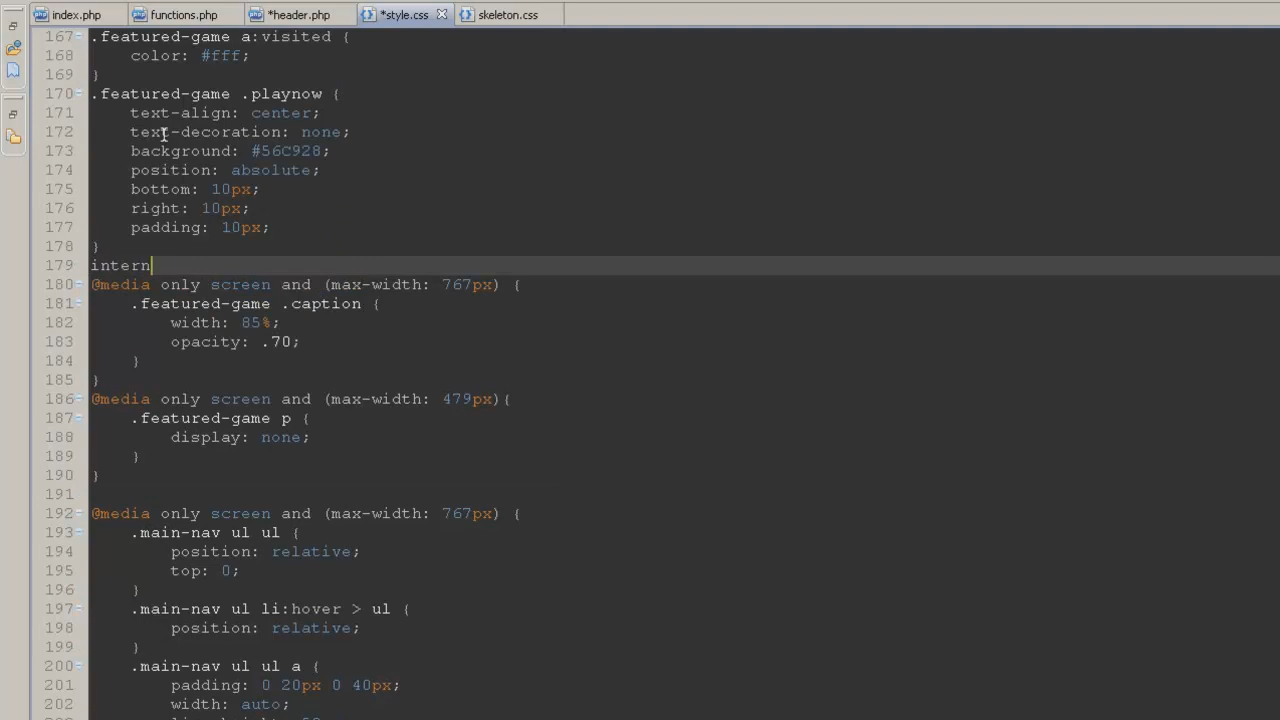 index.php functions.php *header.php *style.css skeleton.css
167 .featured-game a:visited {
168 color: #fff;
169 }
170 .featured-game .playnow {
171 text-align: center;
172 text-decoration: none;
173 background: #56C928;
174 position: absolute;
175 bottom: 10px;
176 right: 10px;
177 padding: 10px;
178 }
179 intern
180 @media only screen and (max-width: 767px) {
181 .featured-game .caption {
182 width: 85%;
183 opacity: .70;
184 }
185 }
186 @media only screen and (max-width: 479px){
187 .featured-game p {
188 display: none;
189 }
190 }
191
192 @media only screen and (max-width: 767px) {
193 .main-nav ul ul {
194 position: relative;
195 top: 0;
196 }
197 .main-nav ul li:hover > ul {
198 position: relative;
199 }
200 .main-nav ul ul a {
201 padding: 0 20px 0 40px;
202 width: auto;